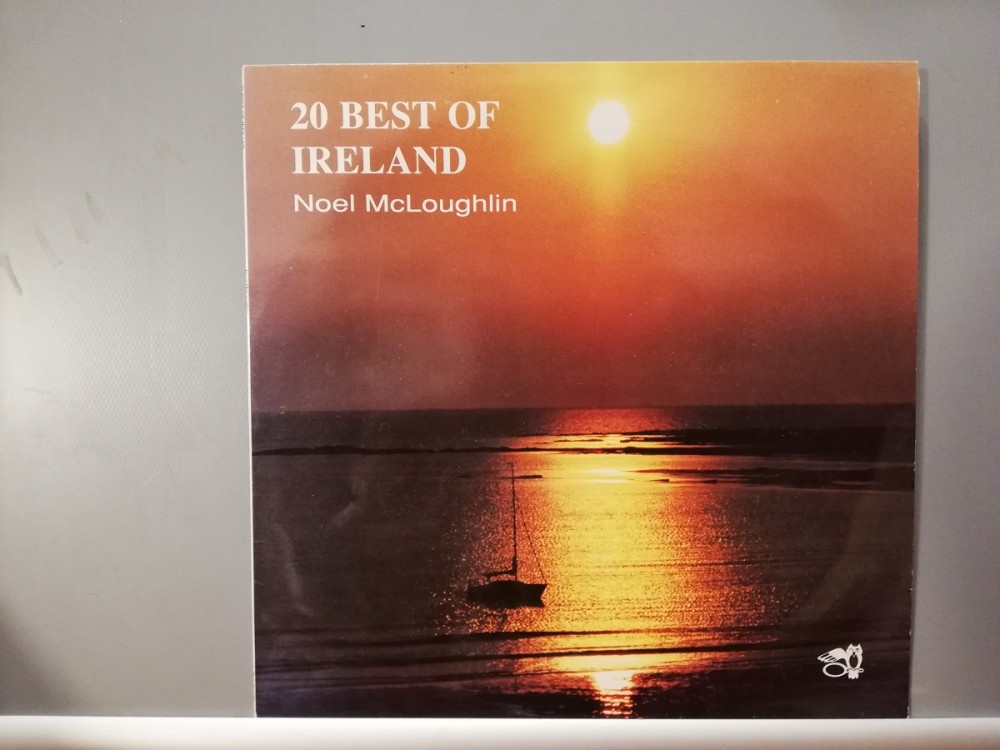 20 BEST OF
IRELAND
Noel McLoughlin